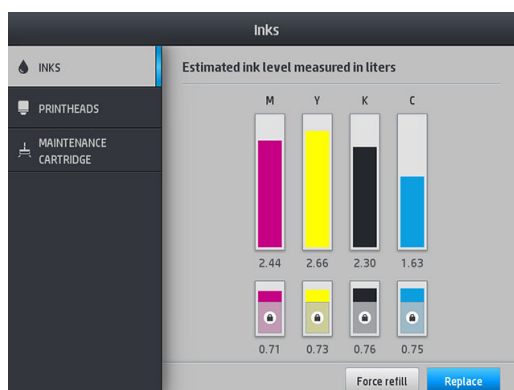 Inks
INKS
PRINTHEADS
MAINTENANCE
CARTRIDGE
Estimated ink level measured in liters
M Y K C
2.44 2.66 2.30 1.63
0.71 0.73 0.76 0.75
Force refill Replace